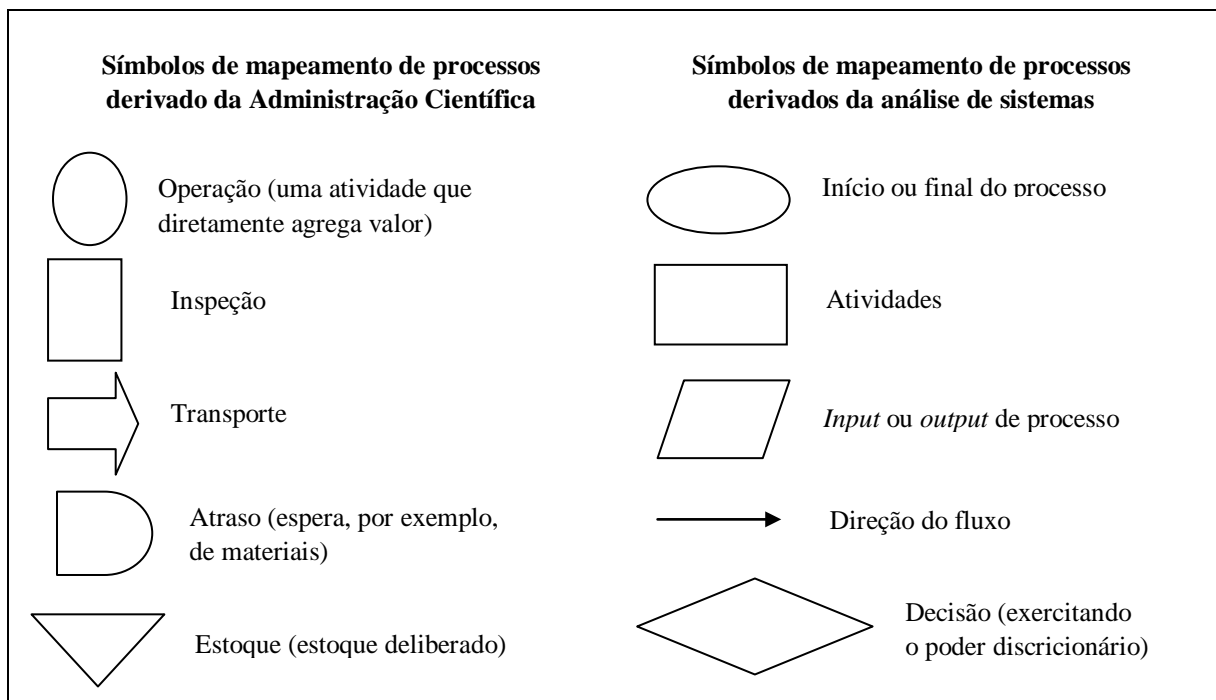 Símbolos de mapeamento de processos
derivado da Administração Científica
Operação (uma atividade que
diretamente agrega valor)
Inspeção
Transporte
Atraso (espera, por exemplo,
de materiais)
Estoque (estoque deliberado)
Símbolos de mapeamento de processos
derivados da análise de sistemas
Início ou final do processo
Atividades
Input ou output de processo
Direção do fluxo
Decisão (exercitando
o poder discricionário)